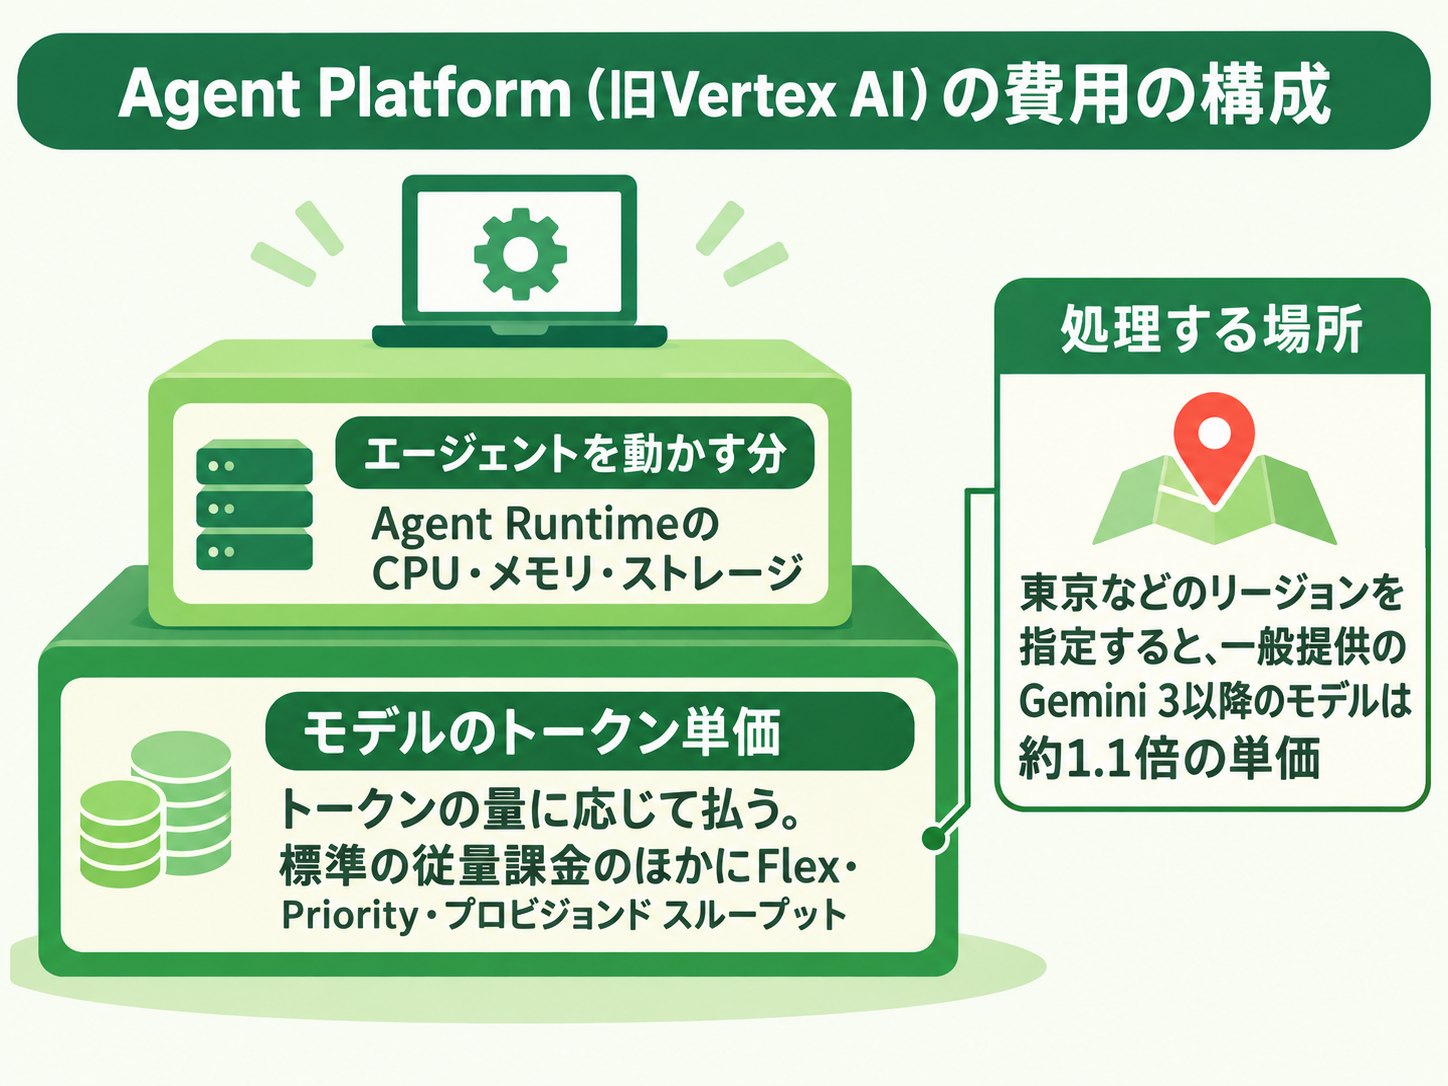 Agent Platform（旧Vertex AI）の費用の構成
エージェントを動かす分
Agent Runtimeの
CPU・メモリ・ストレージ
モデルのトークン単価
トークンの量に応じて払う。
標準の従量課金のほかにFlex・
Priority・プロビジョンド スループット
処理する場所
東京などのリージョンを
指定すると、一般提供の
Gemini 3以降のモデルは
約1.1倍の単価